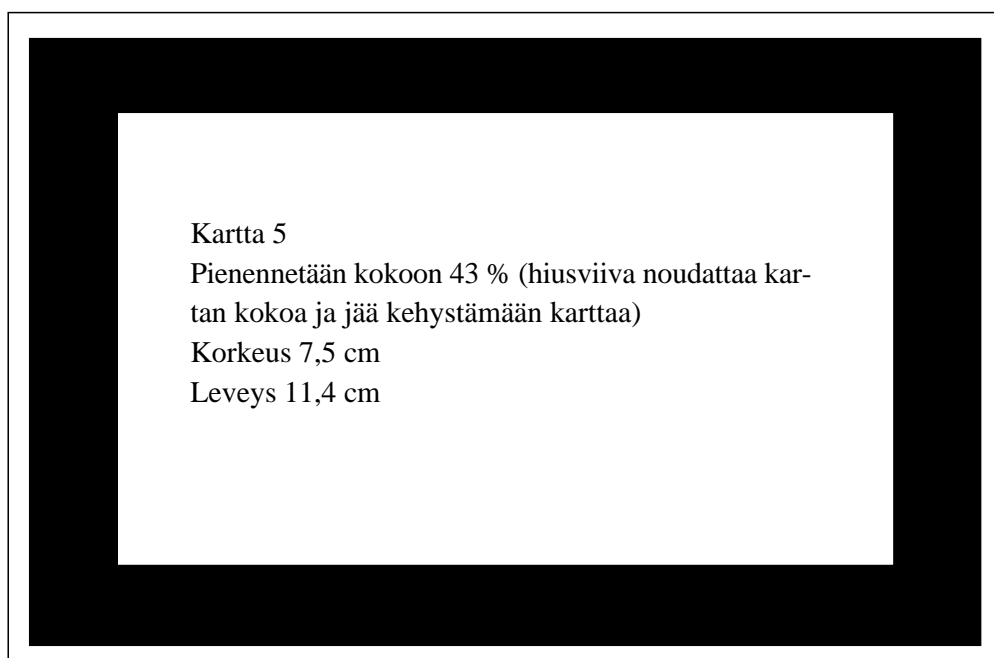 Kartta 5
Pienennetään kokoon 43 % (hiusviiva noudattaa kar-
tan kokoa ja jää kehystämään karttaa)
Korkeus 7,5 cm
Leveys 11,4 cm